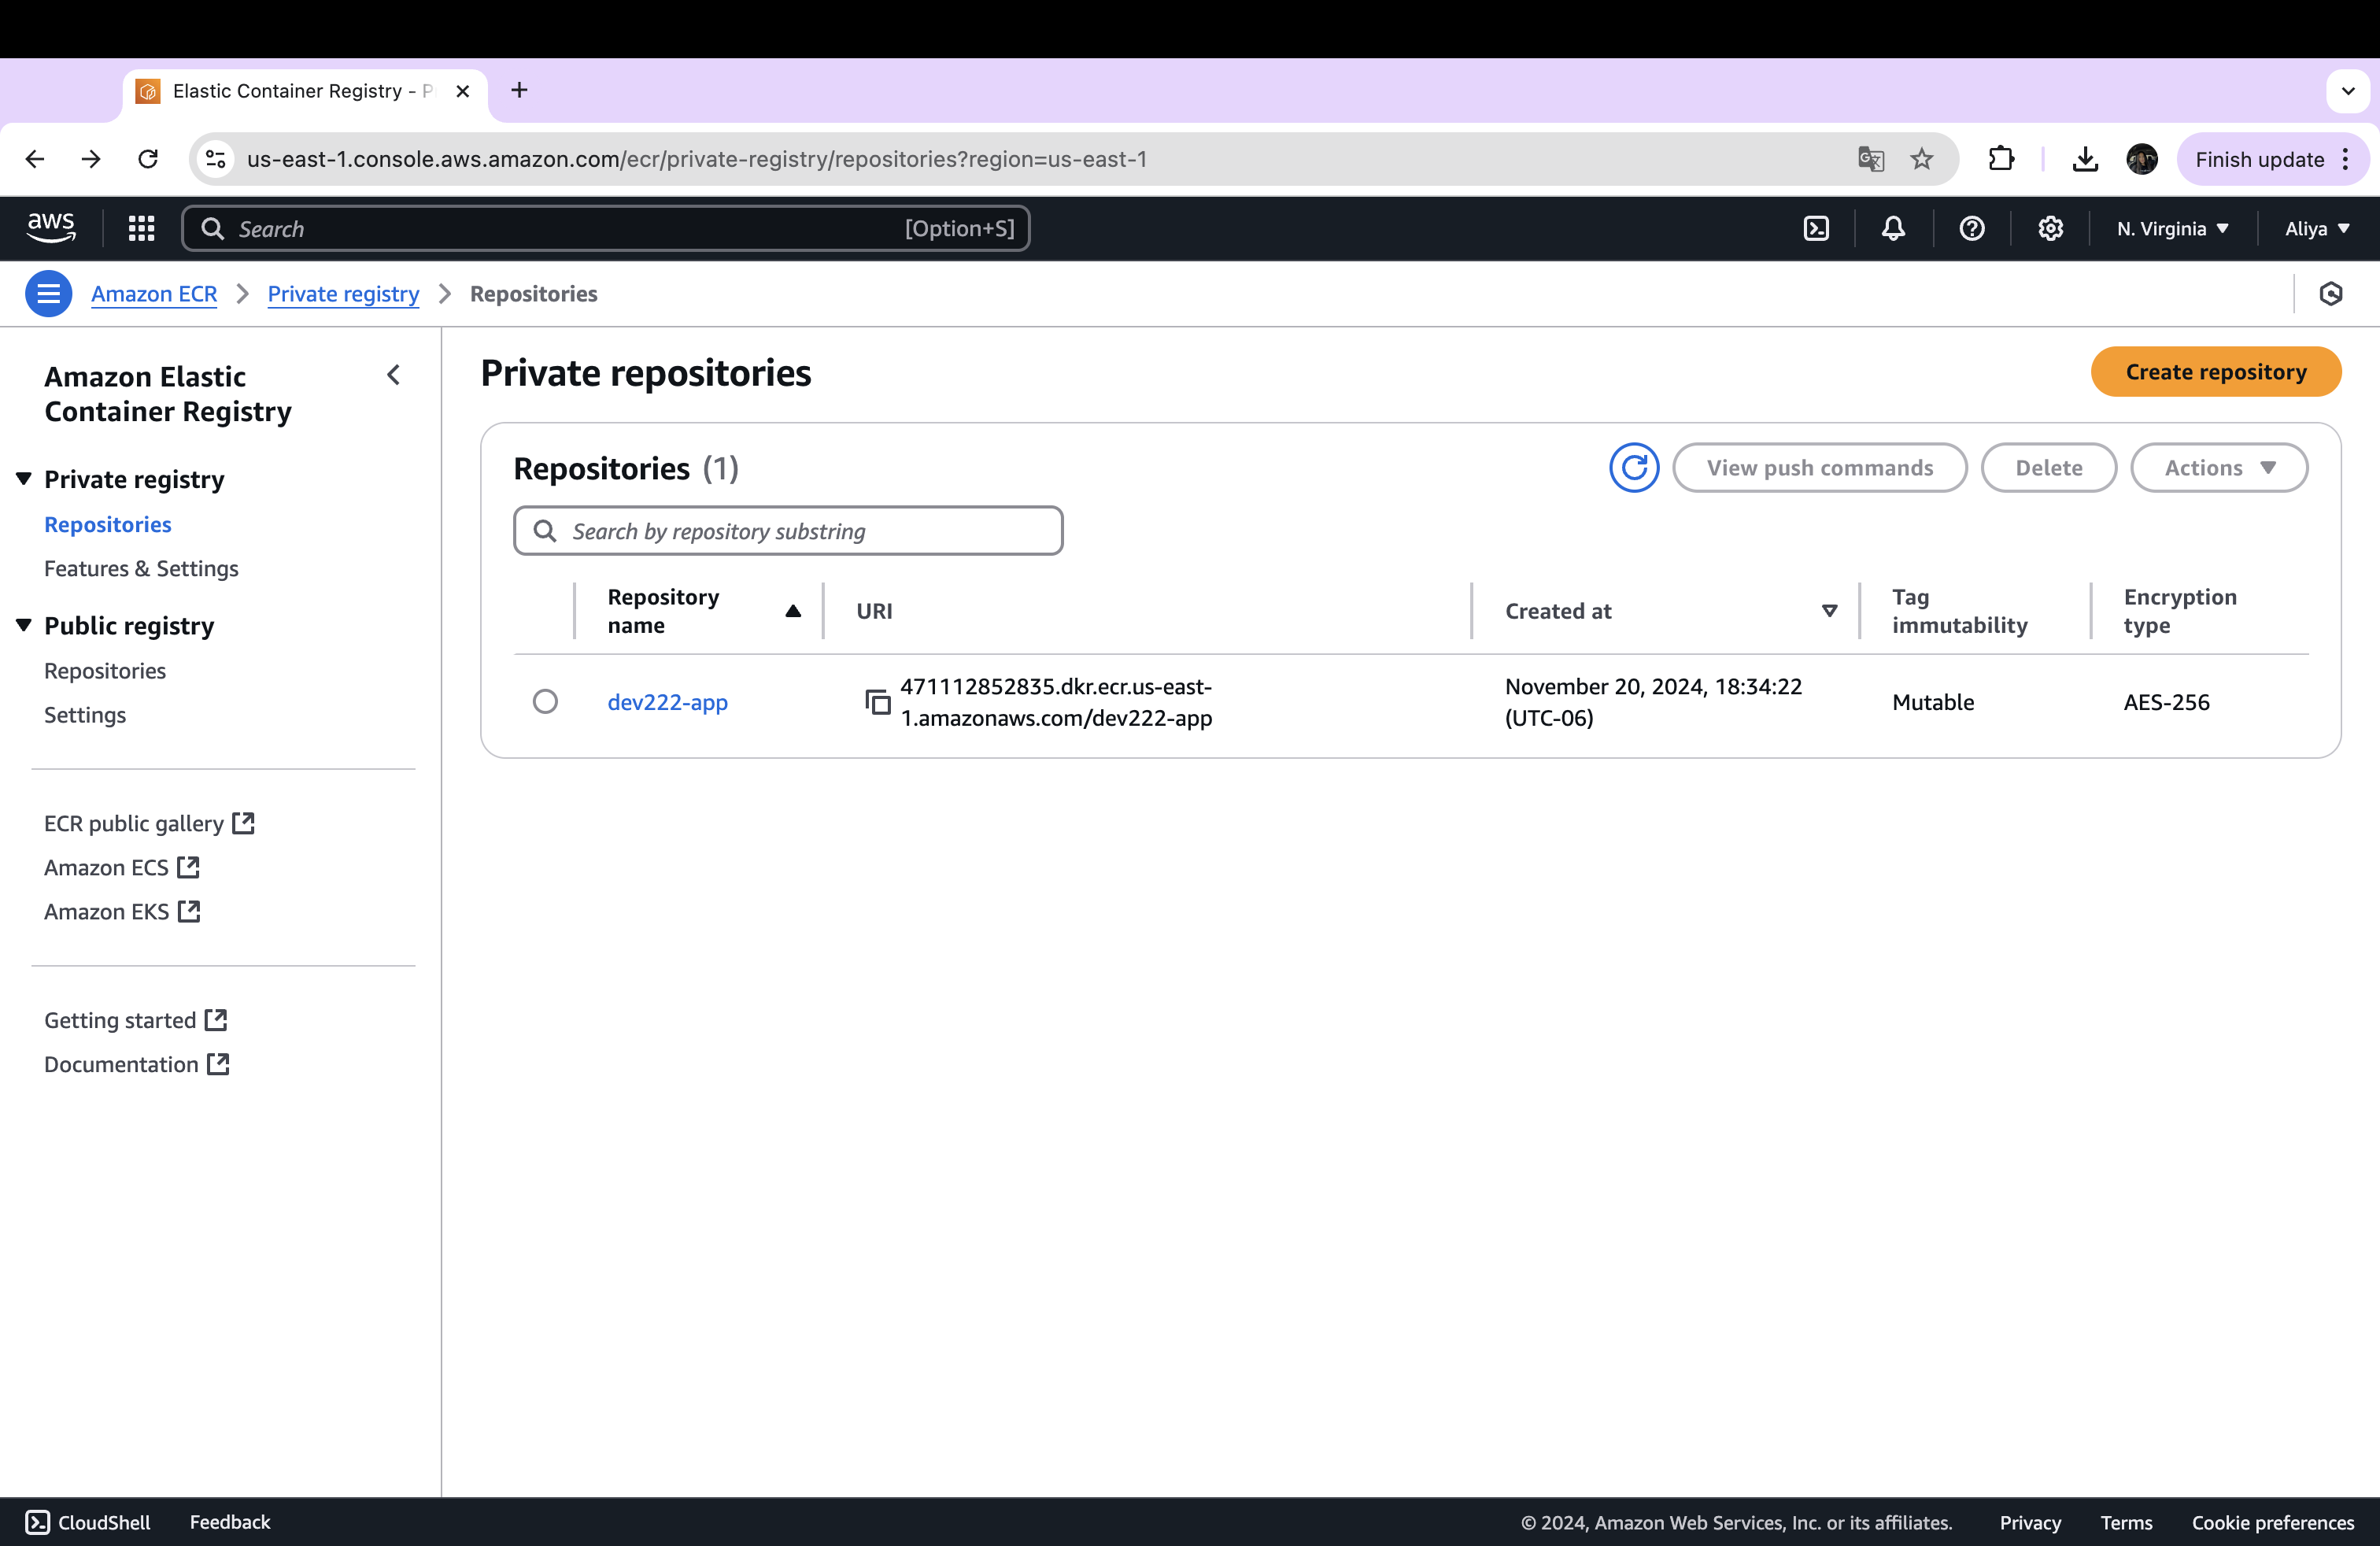 Elastic Container Registry - P
us-east-1.console.aws.amazon.com/ecr/private-registry/repositories?region=us-east-1
Finish update
aws
Search
[Option+S]
N. Virginia
Aliya
Amazon ECR
Private registry
Repositories
Amazon Elastic
Container Registry
Private registry
Repositories
Features & Settings
Public registry
Repositories
Settings
ECR public gallery
Amazon ECS
Amazon EKS
Getting started
Documentation
Private repositories
Create repository
Repositories (1)
View push commands
Delete
Actions
Search by repository substring
Repository
name
URI
Created at
Tag
immutability
Encryption
type
dev222-app
471112852835.dkr.ecr.us-east-
1.amazonaws.com/dev222-app
November 20, 2024, 18:34:22
(UTC-06)
Mutable
AES-256
CloudShell
Feedback
© 2024, Amazon Web Services, Inc. or its affiliates.
Privacy
Terms
Cookie preferences